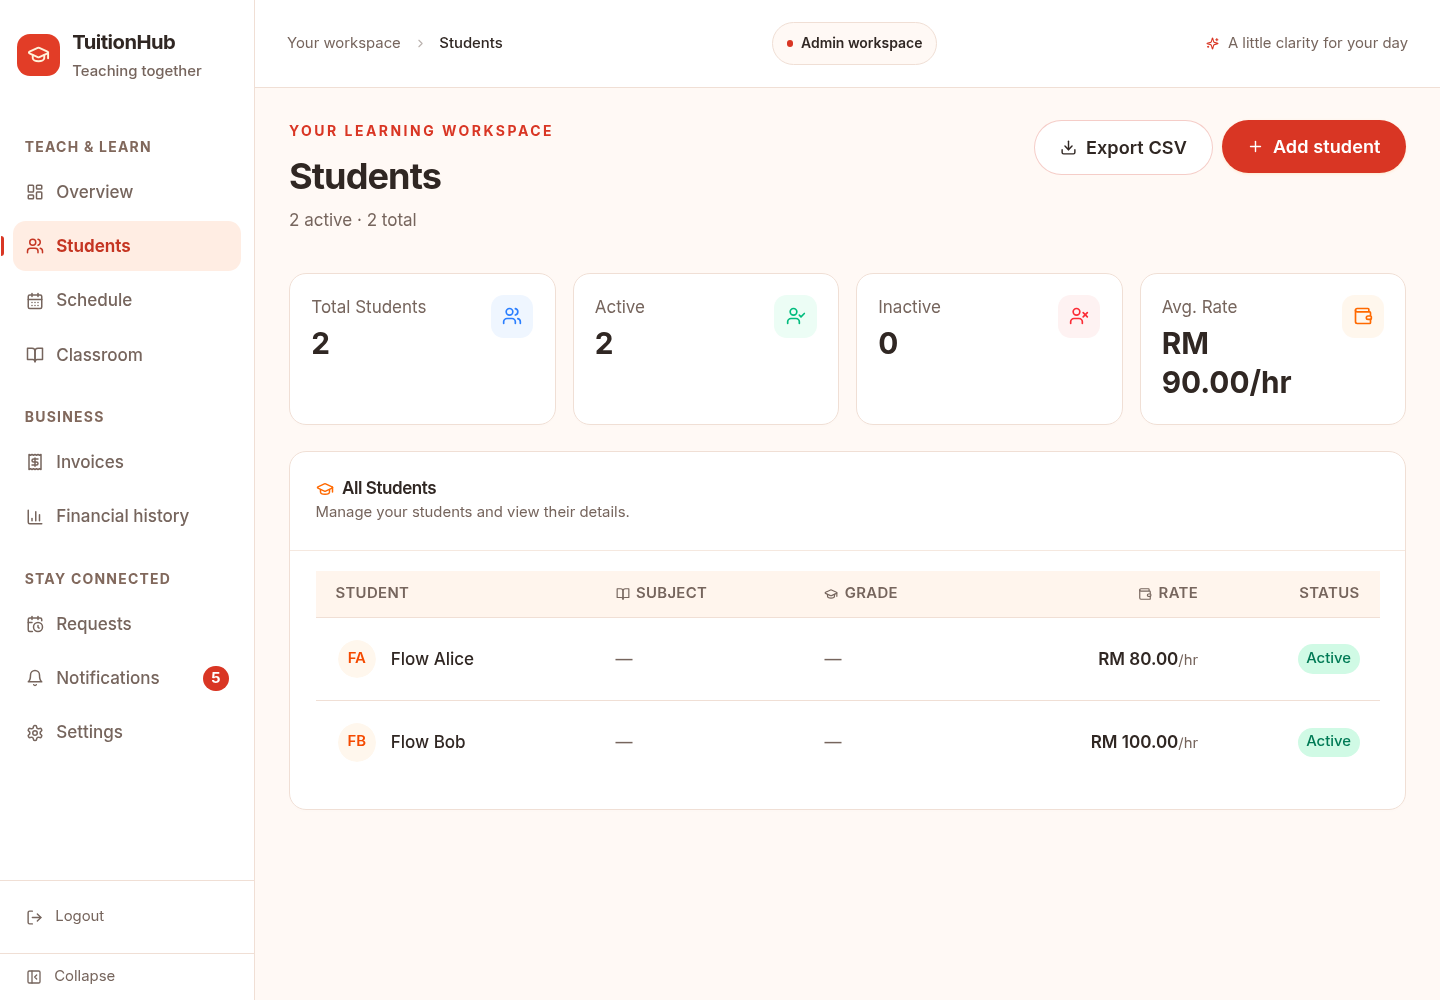 TuitionHub
Teaching together
TEACH & LEARN
Overview
Students
Schedule
Classroom
BUSINESS
Invoices
Financial history
STAY CONNECTED
Requests
Notifications 5
Settings
Logout
Collapse
Your workspace › Students
Admin workspace
A little clarity for your day
YOUR LEARNING WORKSPACE
Students
2 active · 2 total
Export CSV
+ Add student
Total Students
2
Active
2
Inactive
0
Avg. Rate
RM
90.00/hr
All Students
Manage your students and view their details.
STUDENT SUBJECT GRADE RATE STATUS
FA Flow Alice — — RM 80.00/hr Active
FB Flow Bob — — RM 100.00/hr Active